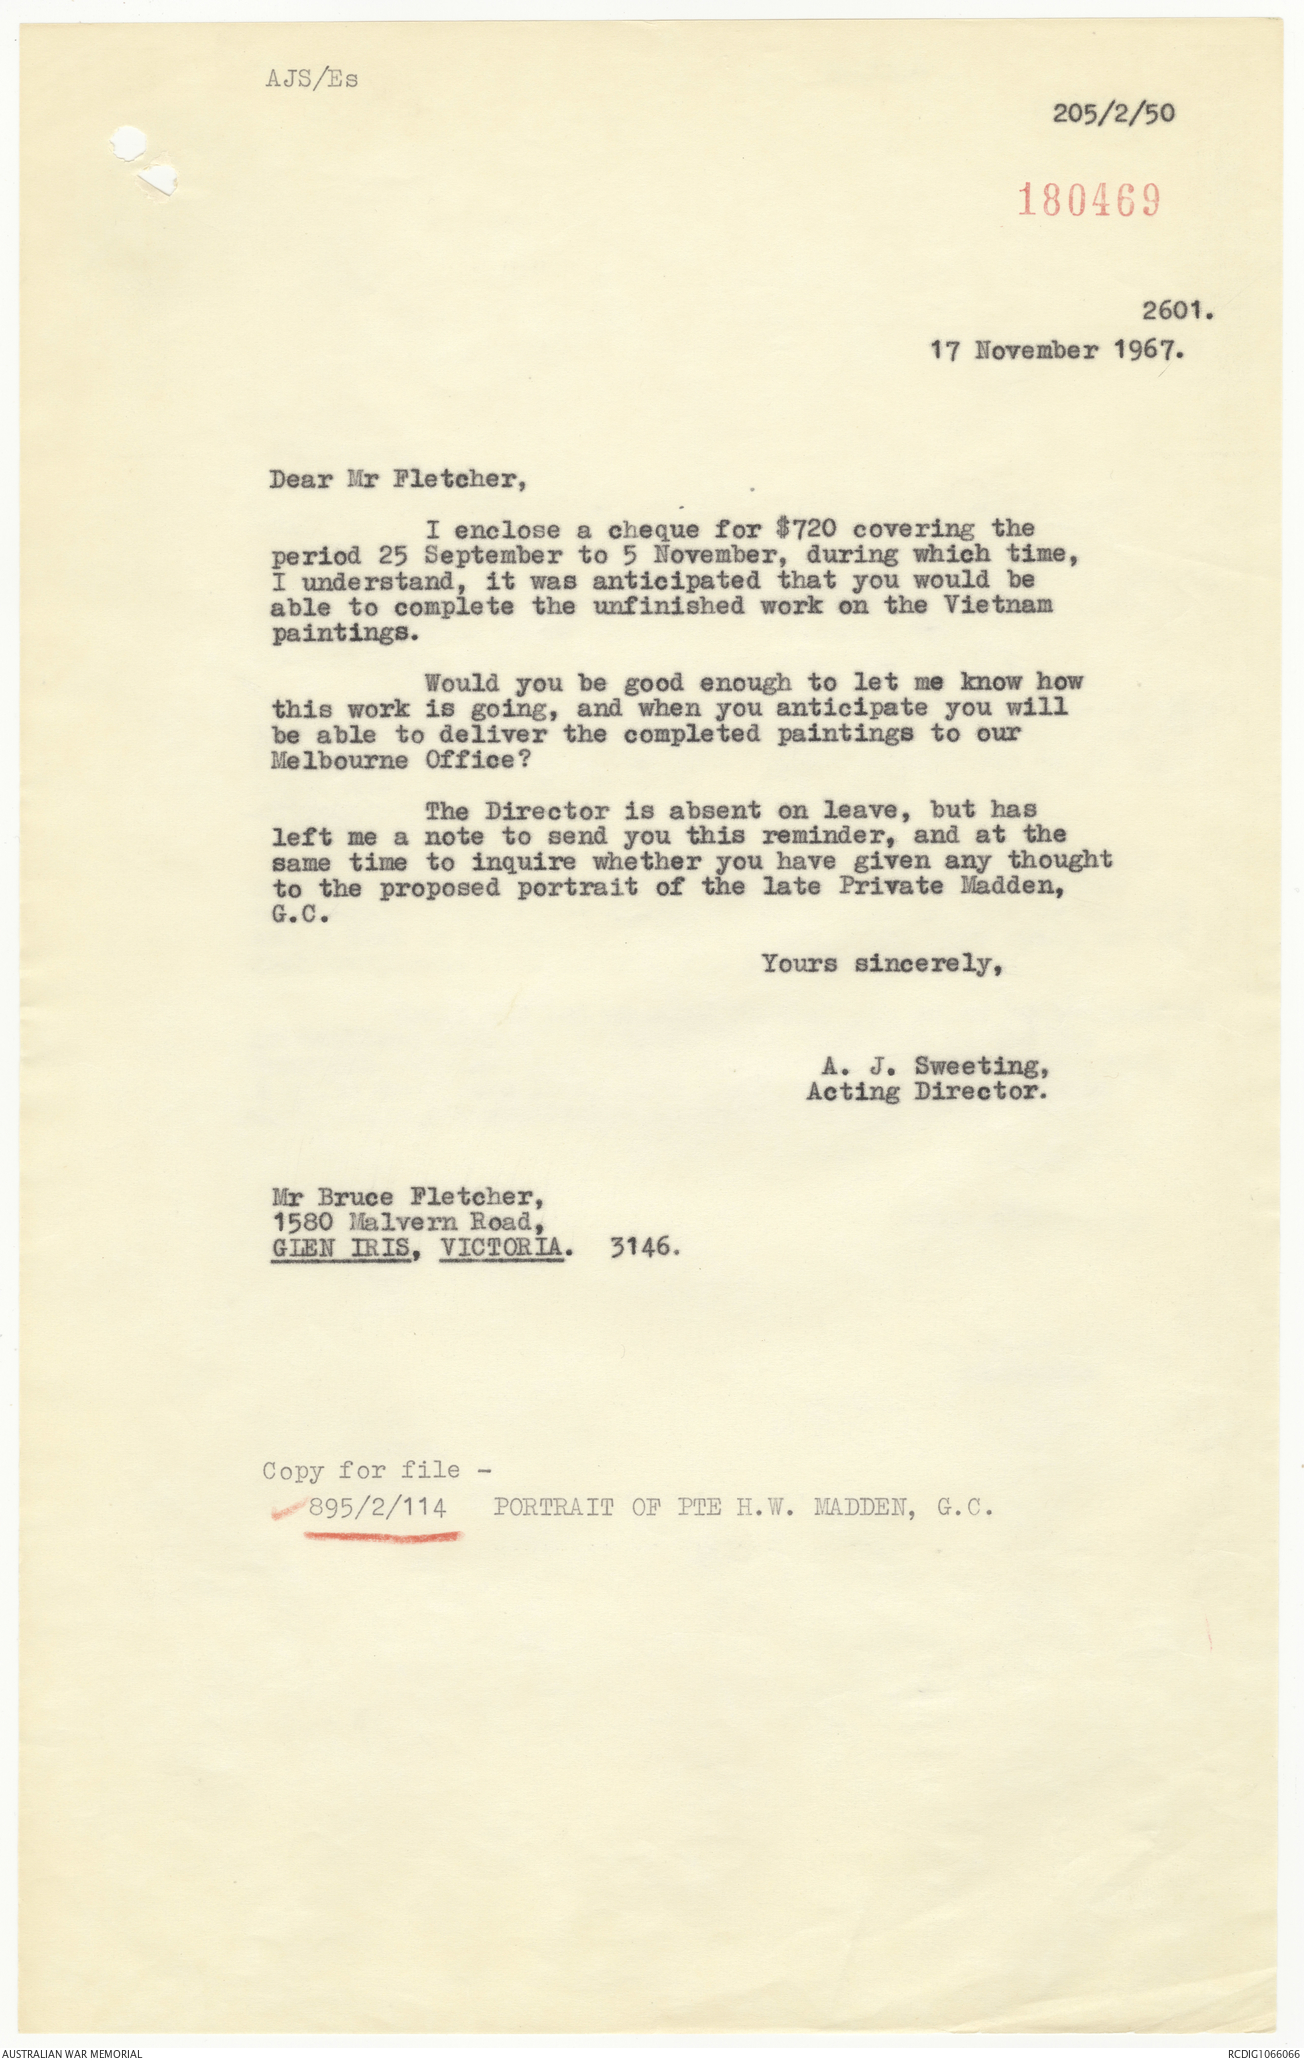 AJS/Es
205/2/50
180469
2601.
17 November 1967.
Dear Mr Fletcher,
I enclose a cheque for $720 covering the
period 25 September to 5 November, during which time,
I understand, it was anticipated that you would be
able to complete the unfinished work on the Vietnam
paintings.
Would you be good enough to let me know how
this work is going, and when you anticipate you will
be able to deliver the completed paintings to our
Melbourne Office?
The Director is absent on leave, but has
left me a note to send you this reminder, and at the
same time to inquire whether you have given any thought
to the proposed portrait of the late Private Madden,
G.C.
Yours sincerely,
A. J. Sweeting,
Acting Director.
Mr Bruce Fletcher,
1580 Malvern Road,
GLEN IRIS, VICTORIA. 3146.
Copy for file -
895/2/114 PORTRAIT OF PTE H.W. MADDEN, G.C.
AUSTRALIAN WAR MEMORIAL
RCDIG1066066